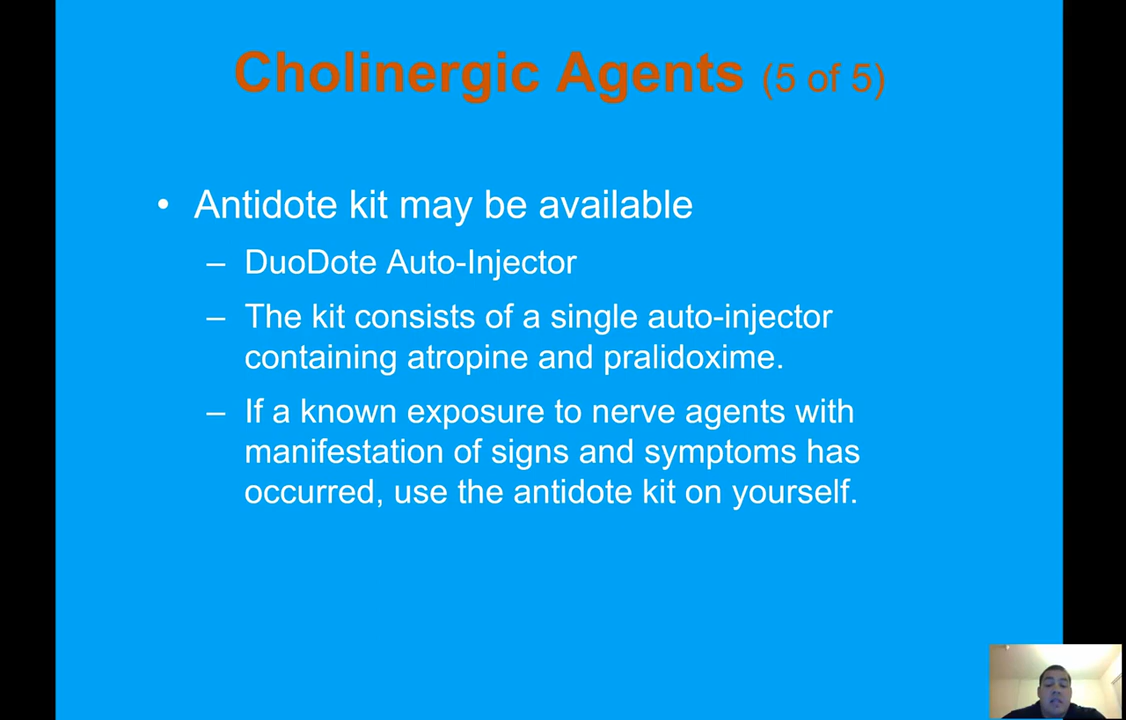 Cholinergic Agents (5 of 5)
• Antidote kit may be available
– DuoDote Auto-Injector
– The kit consists of a single auto-injector
containing atropine and pralidoxime.
– If a known exposure to nerve agents with
manifestation of signs and symptoms has
occurred, use the antidote kit on yourself.